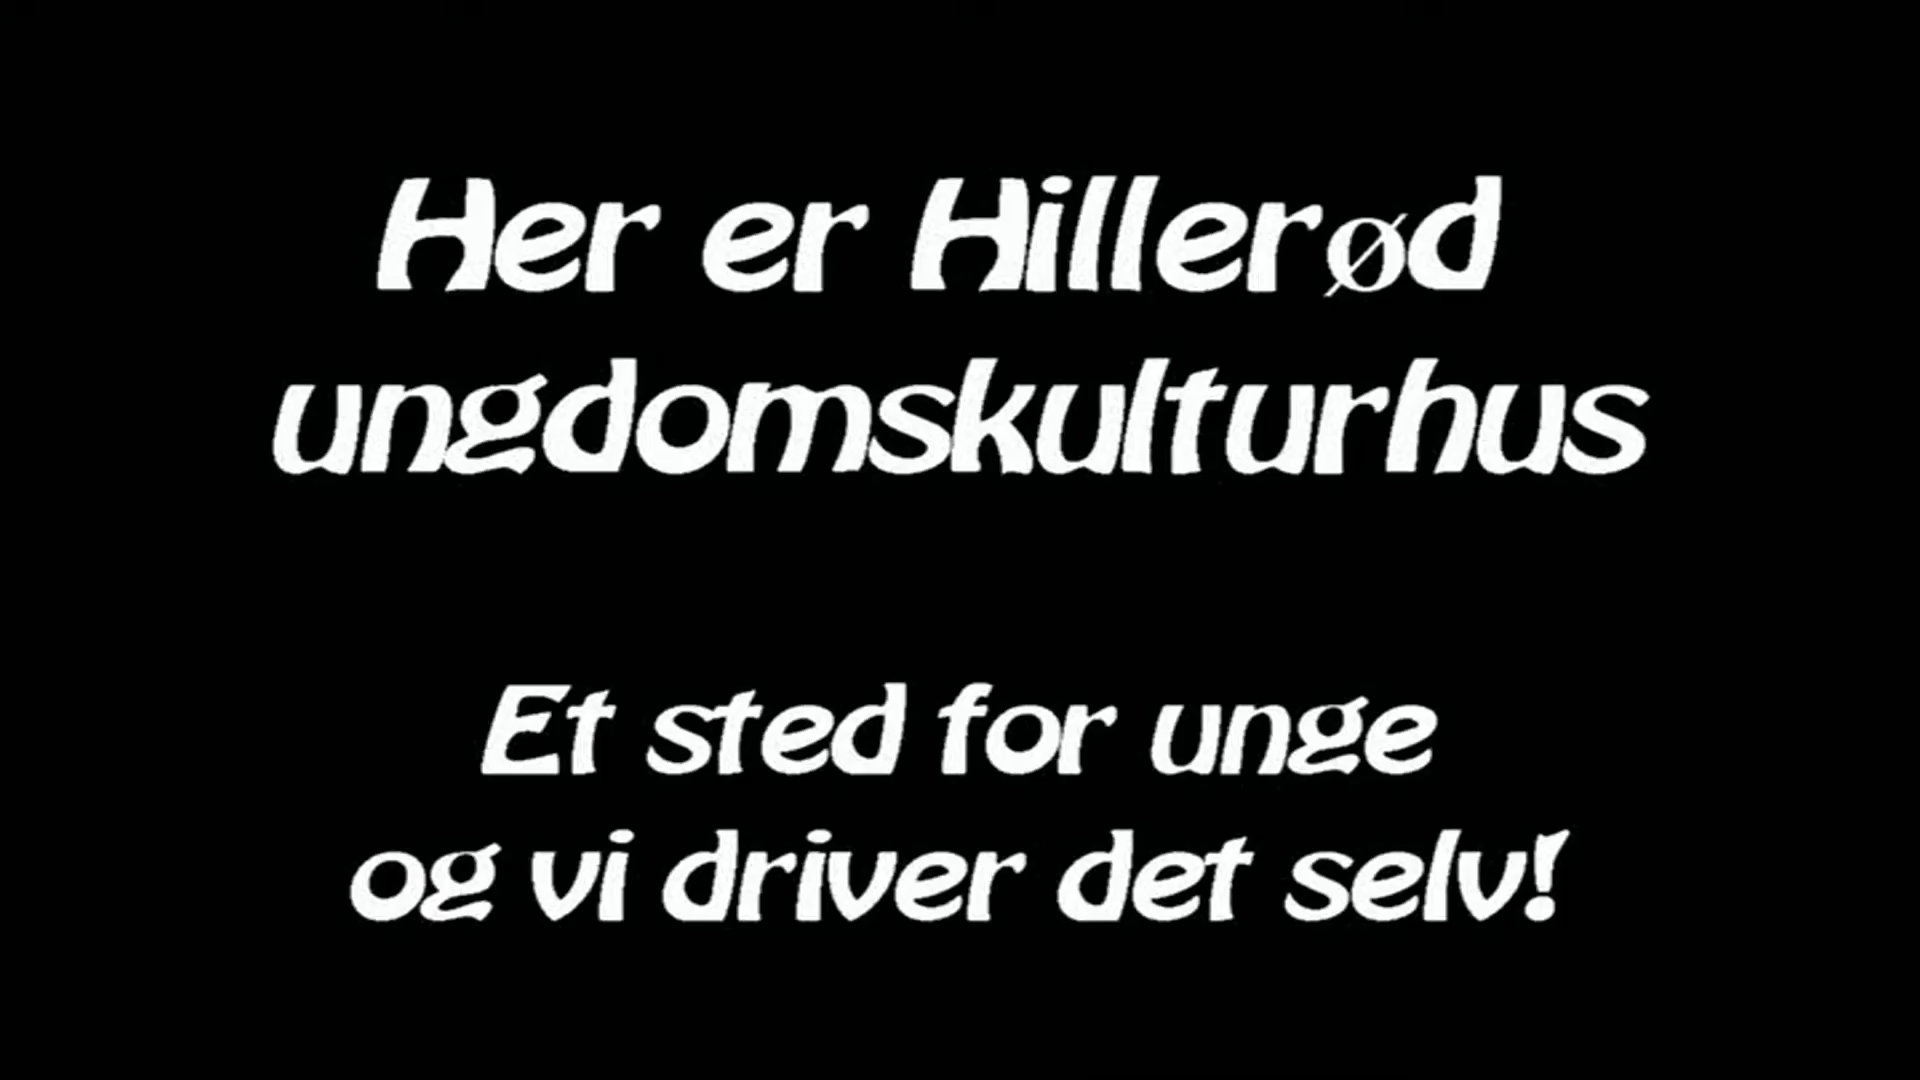 Her er Hillerød
ungdomskulturhus
Et sted for unge
og vi driver det selv!